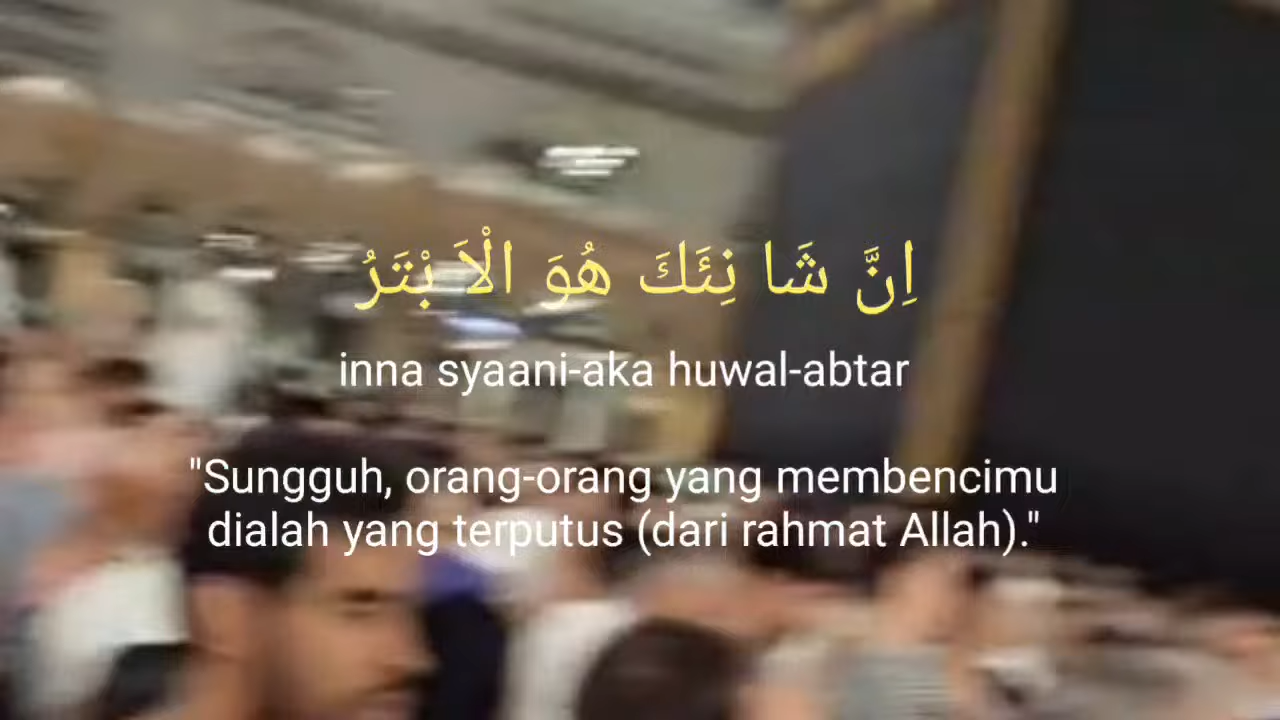 اِنَّ شَا نِئَكَ هُوَ الْاَ بْتَرُ
inna syaani-aka huwal-abtar
"Sungguh, orang-orang yang membencimu
dialah yang terputus (dari rahmat Allah)."